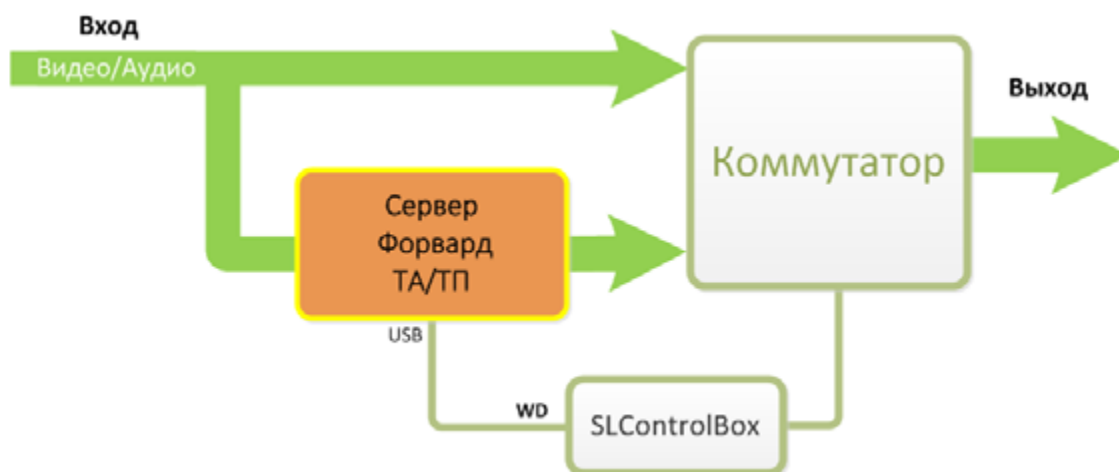 Вход
Видео/Аудио
Выход
Коммутатор
Сервер
Форвард
ТА/ТП
USB
WD
SLControlBox